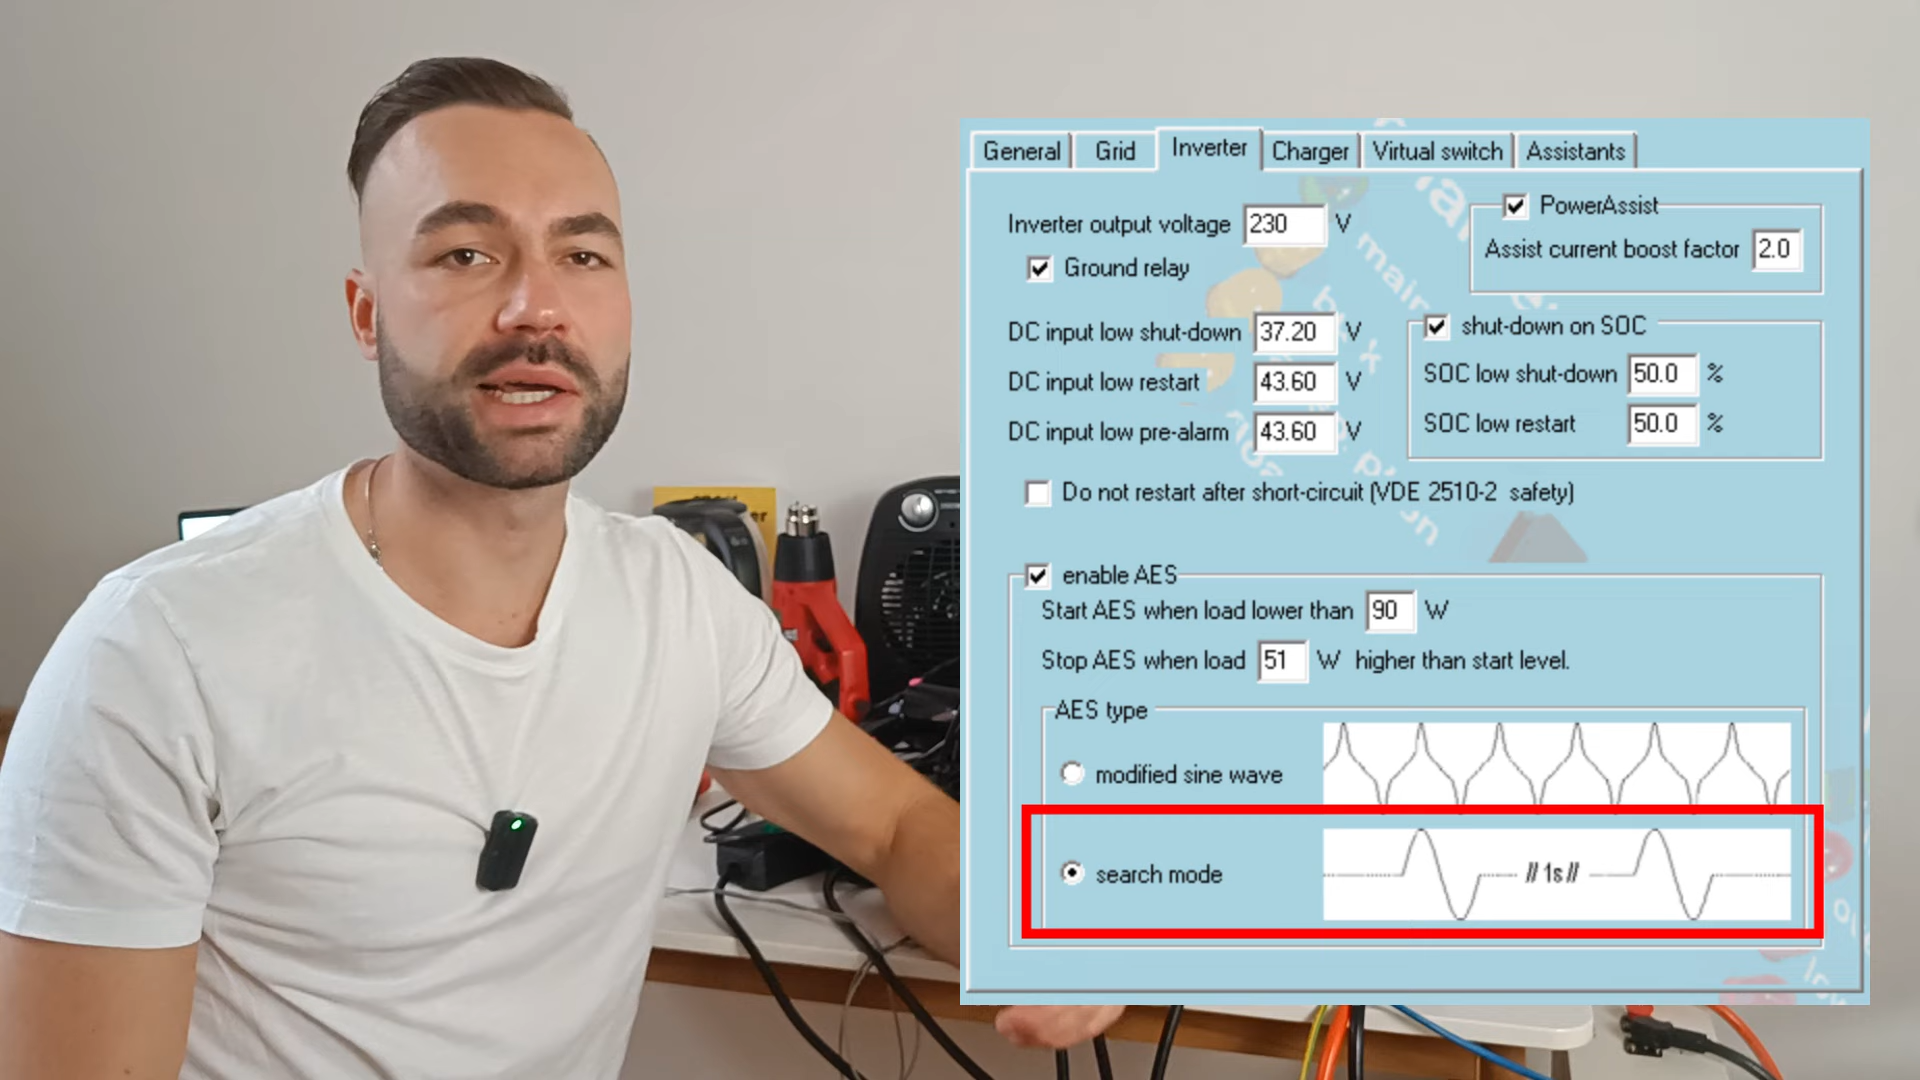 General Grid Inverter Charger Virtual switch Assistants
Inverter output voltage 230 V
Ground relay
PowerAssist
Assist current boost factor 2.0
DC input low shut-down 37.20 V
DC input low restart 43.60 V
DC input low pre-alarm 43.60 V
shut-down on SOC
SOC low shut-down 50.0 %
SOC low restart 50.0 %
Do not restart after short-circuit (VDE 2510-2 safety)
enable AES
Start AES when load lower than 90 W
Stop AES when load 51 W higher than start level.
AES type
modified sine wave
search mode // 1s //